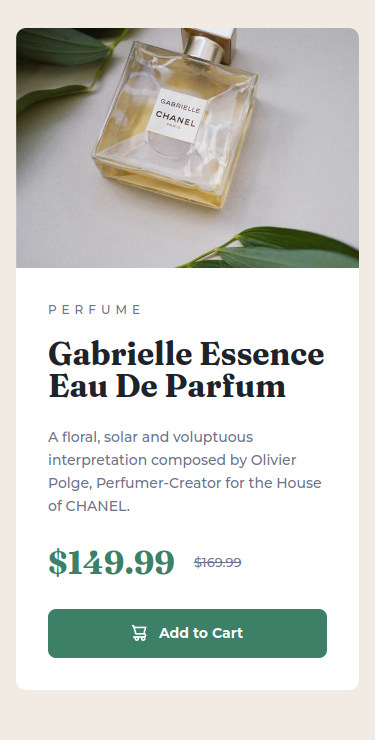 GABRIELLE
CHANEL
PARIS
PERFUME
Gabrielle Essence
Eau De Parfum
A floral, solar and voluptuous
interpretation composed by Olivier
Polge, Perfumer-Creator for the House
of CHANEL.
$149.99 $169.99
Add to Cart